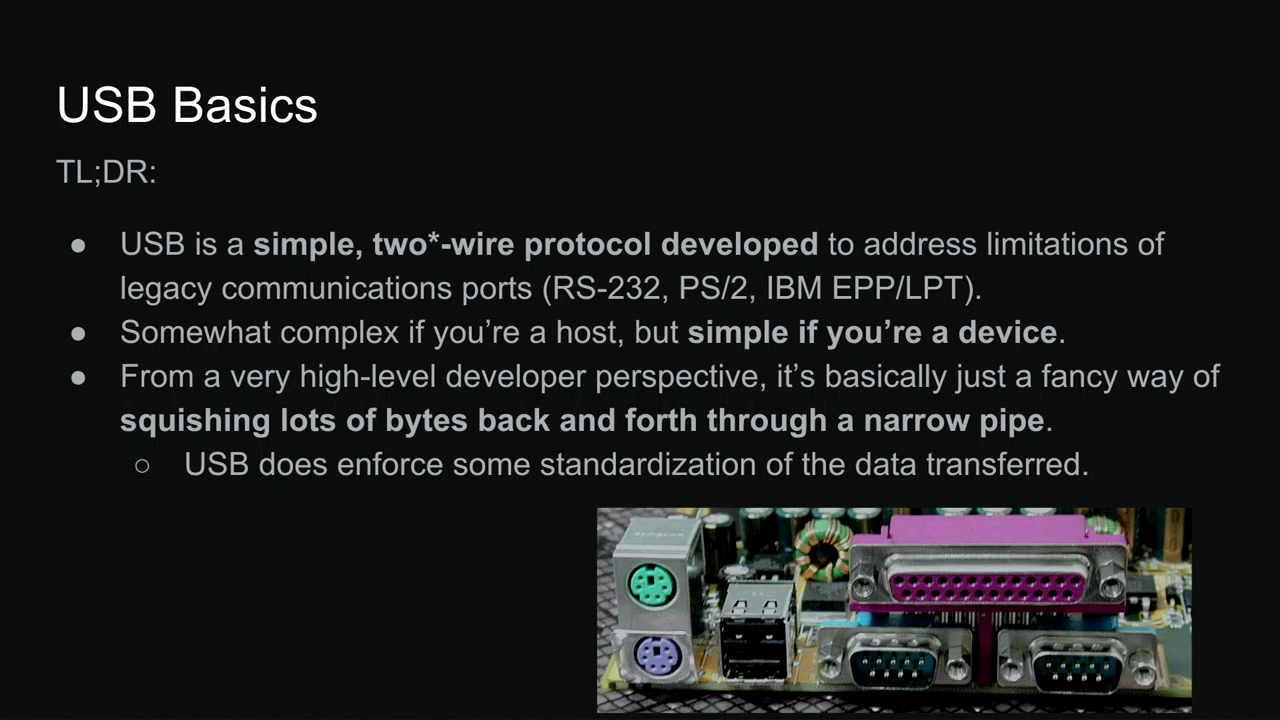 USB Basics
TL;DR:
● USB is a simple, two*-wire protocol developed to address limitations of
legacy communications ports (RS-232, PS/2, IBM EPP/LPT).
● Somewhat complex if you’re a host, but simple if you’re a device.
● From a very high-level developer perspective, it’s basically just a fancy way of
squishing lots of bytes back and forth through a narrow pipe.
○ USB does enforce some standardization of the data transferred.